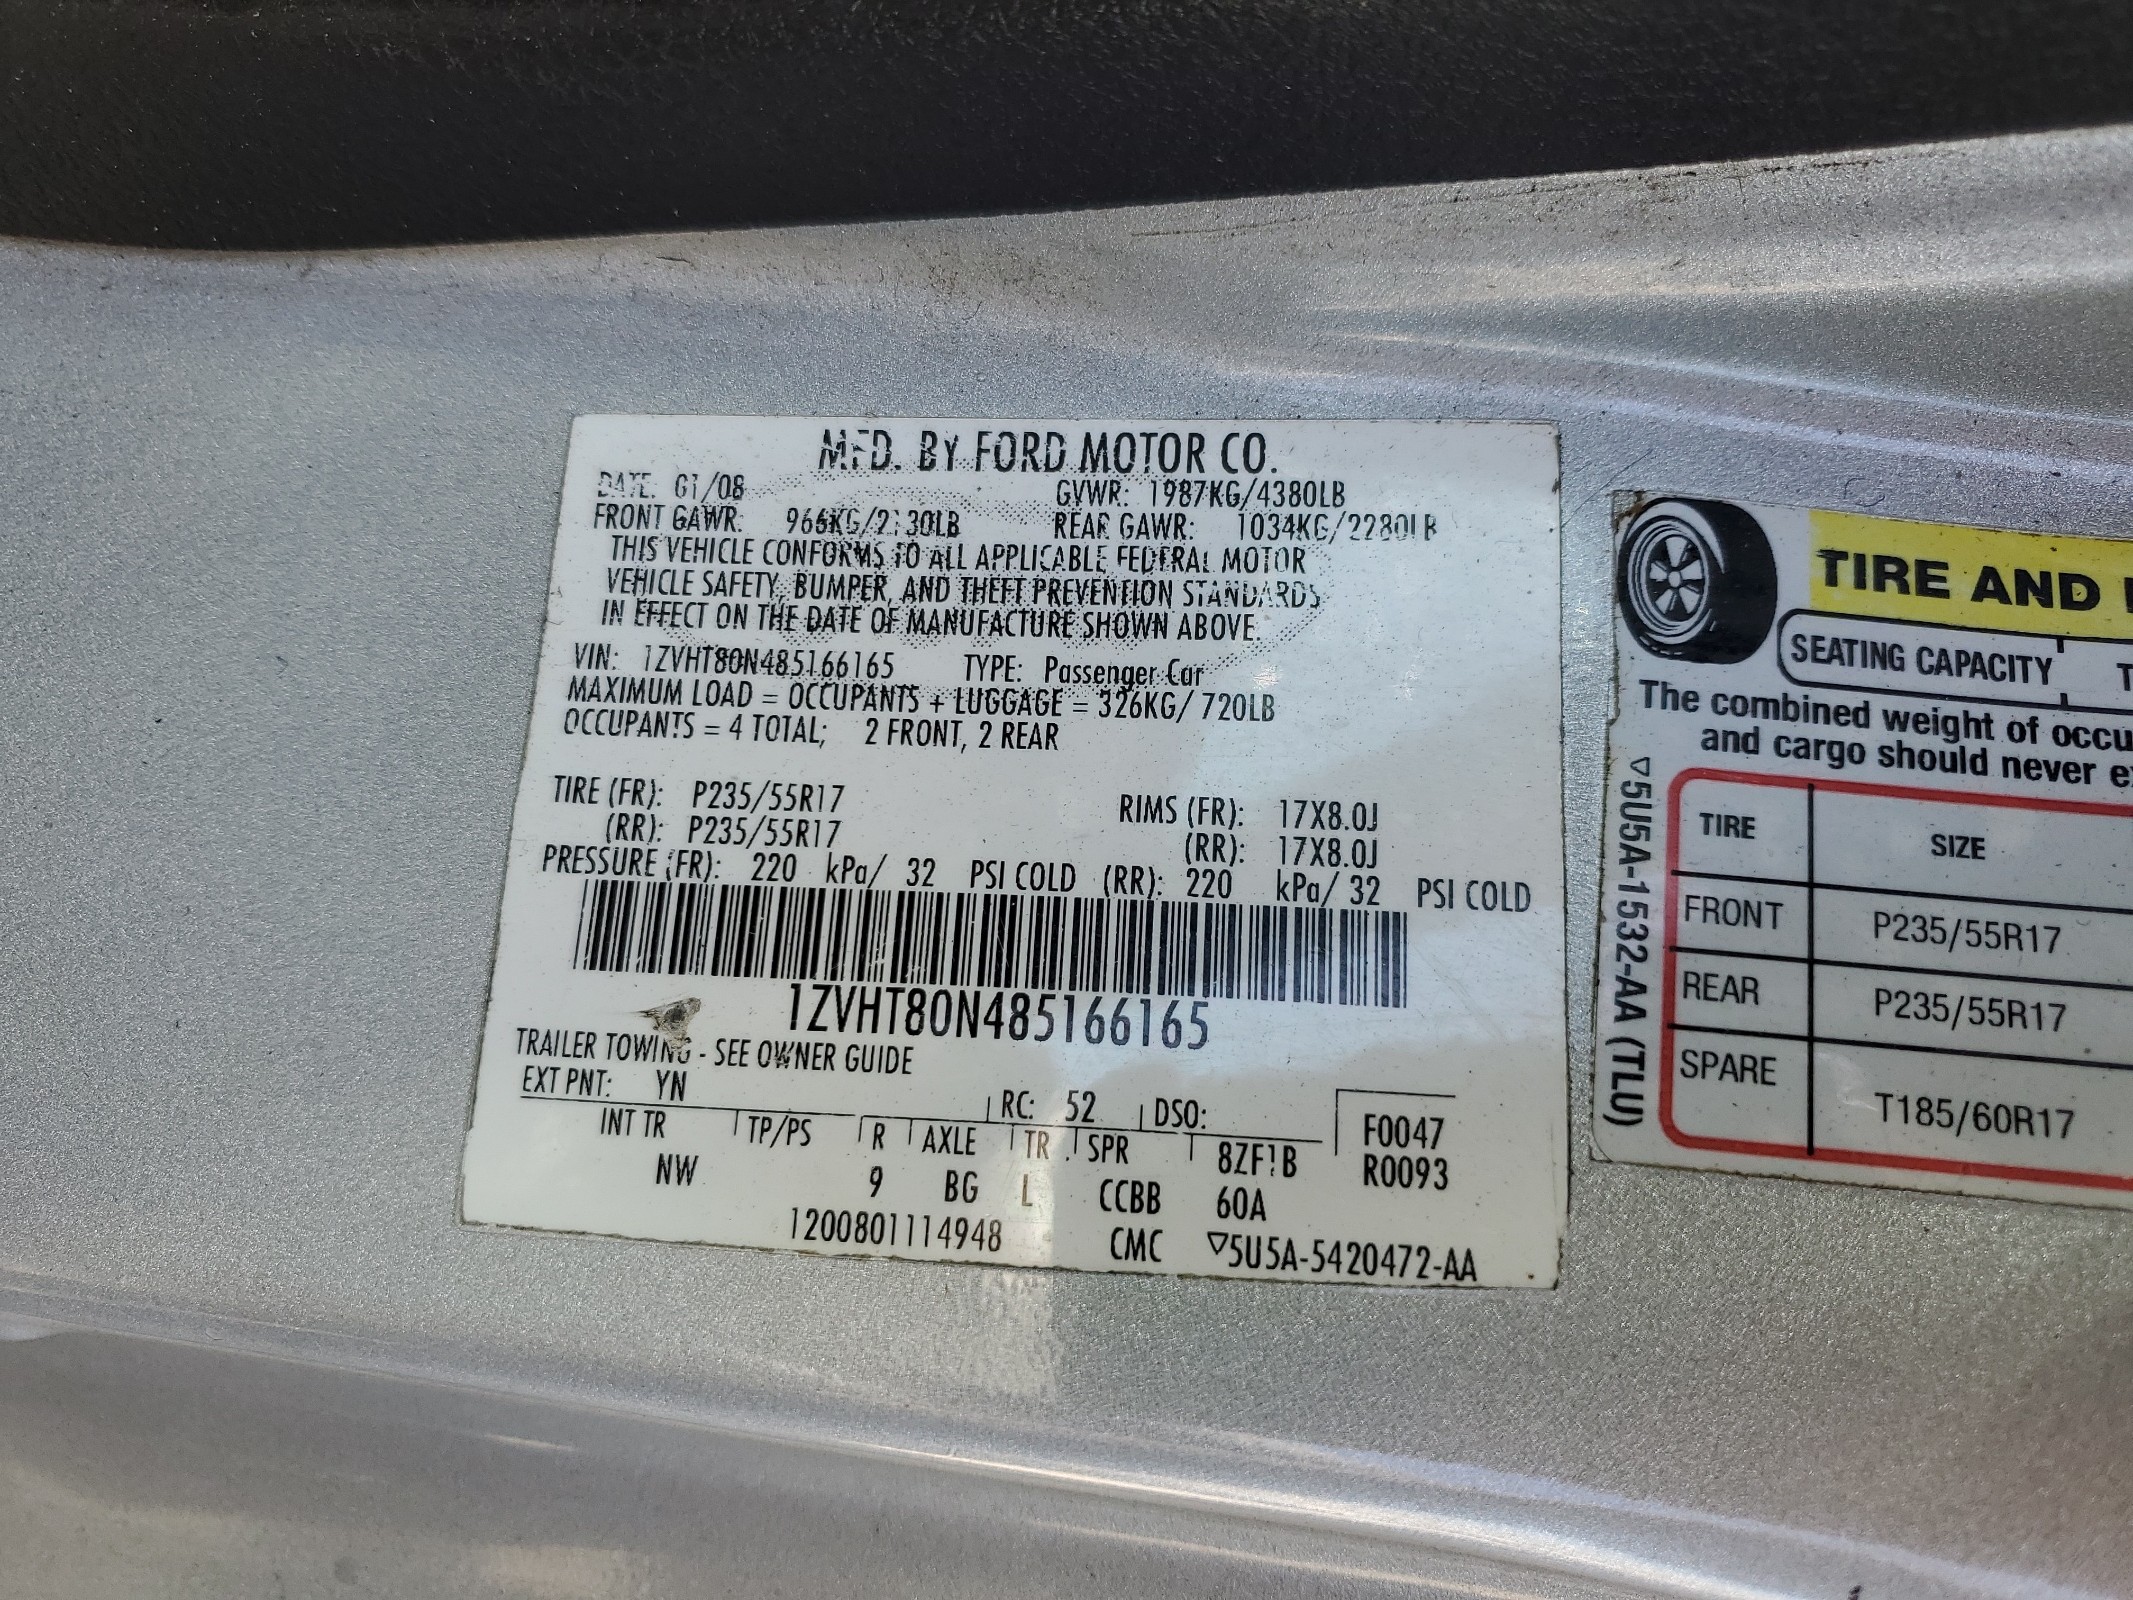 MFD. BY FORD MOTOR CO.
DATE: 01/08 GVWR: 1987KG/4380LB
FRONT GAWR: 966KG/2130LB REAR GAWR: 1034KG/2280LB
THIS VEHICLE CONFORMS TO ALL APPLICABLE FEDERAL MOTOR
VEHICLE SAFETY, BUMPER, AND THEFT PREVENTION STANDARDS
IN EFFECT ON THE DATE OF MANUFACTURE SHOWN ABOVE.
VIN: 1ZVHT80N485166165 TYPE: Passenger Car
MAXIMUM LOAD = OCCUPANTS + LUGGAGE = 326KG/ 720LB
OCCUPANTS = 4 TOTAL; 2 FRONT, 2 REAR
TIRE (FR): P235/55R17 RIMS (FR): 17X8.0J
(RR): P235/55R17 (RR): 17X8.0J
PRESSURE (FR): 220 kPa/ 32 PSI COLD (RR): 220 kPa/ 32 PSI COLD
1ZVHT80N485166165
TRAILER TOWING - SEE OWNER GUIDE
EXT PNT: YN RC: 52 DSO:
INT TR TP/PS R AXLE TR SPR 8ZF1B F0047
NW 9 BG L CCBB 60A R0093
1200801114948 CMC ▽5U5A-5420472-AA
TIRE AND
SEATING CAPACITY
The combined weight of occu
and cargo should never e
TIRE SIZE
FRONT P235/55R17
REAR P235/55R17
SPARE T185/60R17
▽5U5A-1532-AA (TLU)